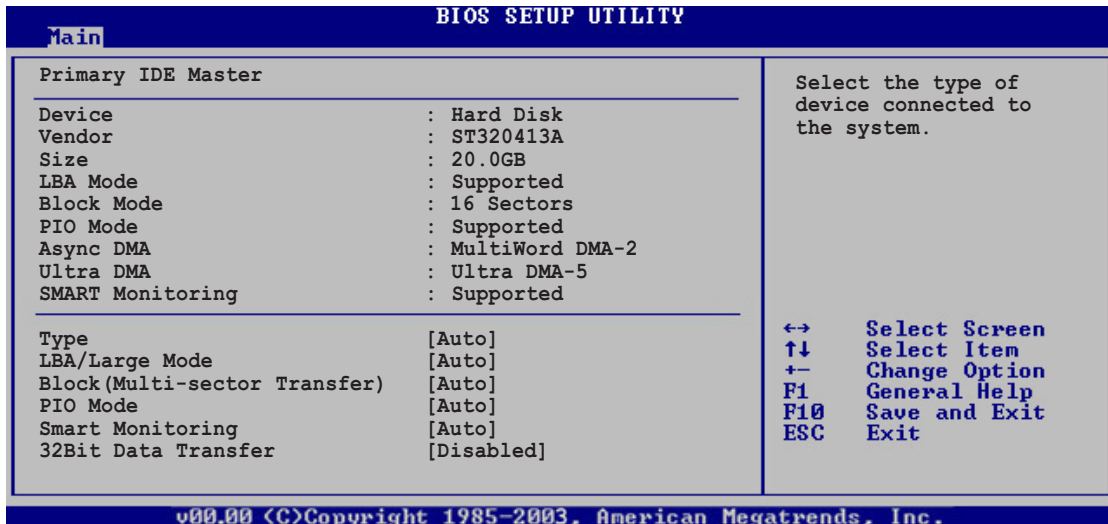 BIOS SETUP UTILITY
Main
Primary IDE Master
Device : Hard Disk
Vendor : ST320413A
Size : 20.0GB
LBA Mode : Supported
Block Mode : 16 Sectors
PIO Mode : Supported
Async DMA : MultiWord DMA-2
Ultra DMA : Ultra DMA-5
SMART Monitoring : Supported
Type [Auto]
LBA/Large Mode [Auto]
Block(Multi-sector Transfer) [Auto]
PIO Mode [Auto]
Smart Monitoring [Auto]
32Bit Data Transfer [Disabled]
Select the type of
device connected to
the system.
←→ Select Screen
↑↓ Select Item
+- Change Option
F1 General Help
F10 Save and Exit
ESC Exit
v00.00 (C)Copyright 1985-2003, American Megatrends, Inc.